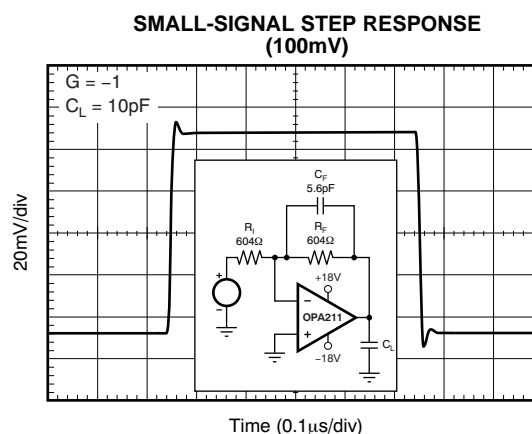 SMALL-SIGNAL STEP RESPONSE
(100mV)
G = −1
C_L = 10pF
20mV/div
C_F
5.6pF
R_I
604Ω
R_F
604Ω
+18V
OPA211
−18V
C_L
Time (0.1μs/div)